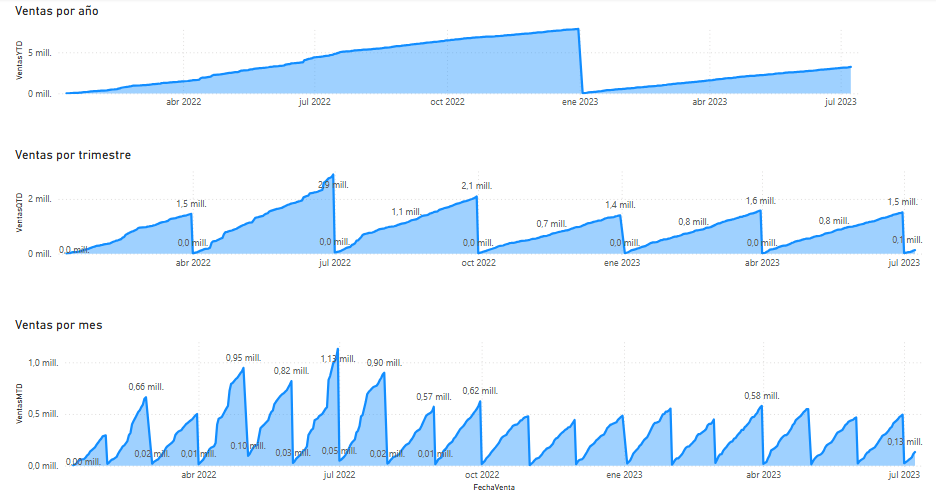 Ventas por año
VentasYTD
5 mill.
0 mill.
abr 2022
jul 2022
oct 2022
ene 2023
abr 2023
jul 2023
Ventas por trimestre
VentasQTD
2 mill.
0 mill.
0,0 mill.
1,5 mill.
0,0 mill.
2,9 mill.
0,0 mill.
1,1 mill.
2,1 mill.
0,0 mill.
0,7 mill.
1,4 mill.
0,0 mill.
0,8 mill.
1,6 mill.
0,0 mill.
0,8 mill.
1,5 mill.
0,1 mill.
abr 2022
jul 2022
oct 2022
ene 2023
abr 2023
jul 2023
Ventas por mes
VentasMTD
1,0 mill.
0,5 mill.
0,0 mill.
0,00 mill.
0,66 mill.
0,02 mill.
0,01 mill.
0,95 mill.
0,10 mill.
0,82 mill.
0,03 mill.
1,13 mill.
0,05 mill.
0,90 mill.
0,02 mill.
0,57 mill.
0,01 mill.
0,62 mill.
0,58 mill.
0,13 mill.
abr 2022
jul 2022
oct 2022
ene 2023
abr 2023
jul 2023
FechaVenta